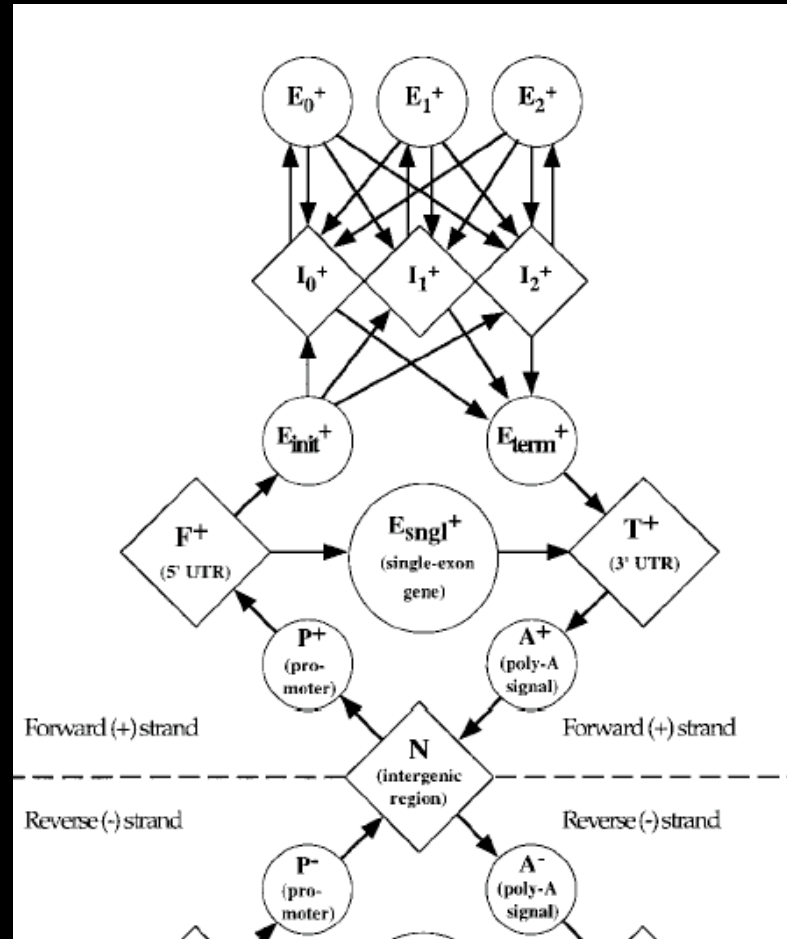 E₀⁺ E₁⁺ E₂⁺
I₀⁺ I₁⁺ I₂⁺
Einit⁺ Eterm⁺
F⁺
(5' UTR)
Esngl⁺
(single-exon
gene)
T⁺
(3' UTR)
P⁺
(pro-
moter)
A⁺
(poly-A
signal)
Forward (+) strand
Forward (+) strand
N
(intergenic
region)
Reverse (-) strand
Reverse (-) strand
P⁻
(pro-
moter)
A⁻
(poly-A
signal)